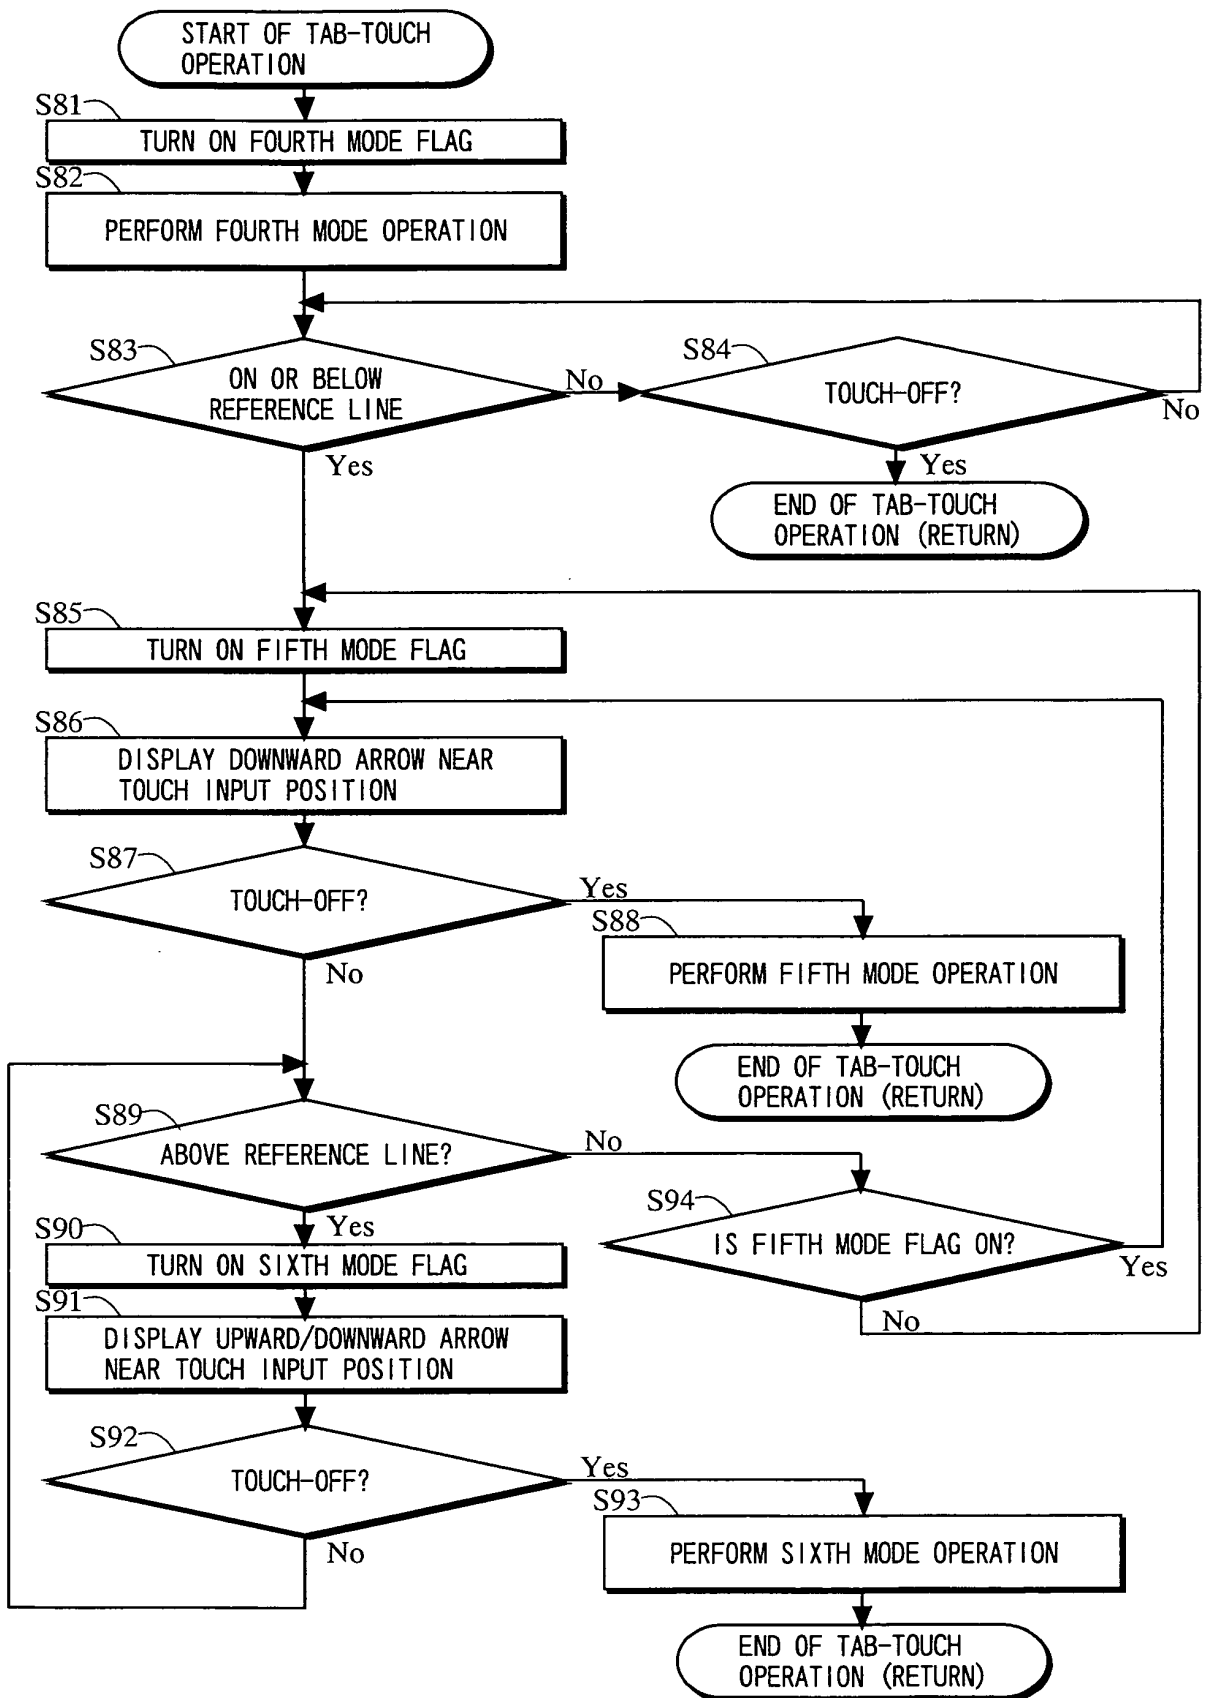 START OF TAB-TOUCH
OPERATION
S81
TURN ON FOURTH MODE FLAG
S82
PERFORM FOURTH MODE OPERATION
S83
ON OR BELOW
REFERENCE LINE
No
Yes
S84
TOUCH-OFF?
No
Yes
END OF TAB-TOUCH
OPERATION (RETURN)
S85
TURN ON FIFTH MODE FLAG
S86
DISPLAY DOWNWARD ARROW NEAR
TOUCH INPUT POSITION
S87
TOUCH-OFF?
Yes
No
S88
PERFORM FIFTH MODE OPERATION
END OF TAB-TOUCH
OPERATION (RETURN)
S89
ABOVE REFERENCE LINE?
No
Yes
S94
IS FIFTH MODE FLAG ON?
Yes
No
S90
TURN ON SIXTH MODE FLAG
S91
DISPLAY UPWARD/DOWNWARD ARROW
NEAR TOUCH INPUT POSITION
S92
TOUCH-OFF?
Yes
No
S93
PERFORM SIXTH MODE OPERATION
END OF TAB-TOUCH
OPERATION (RETURN)